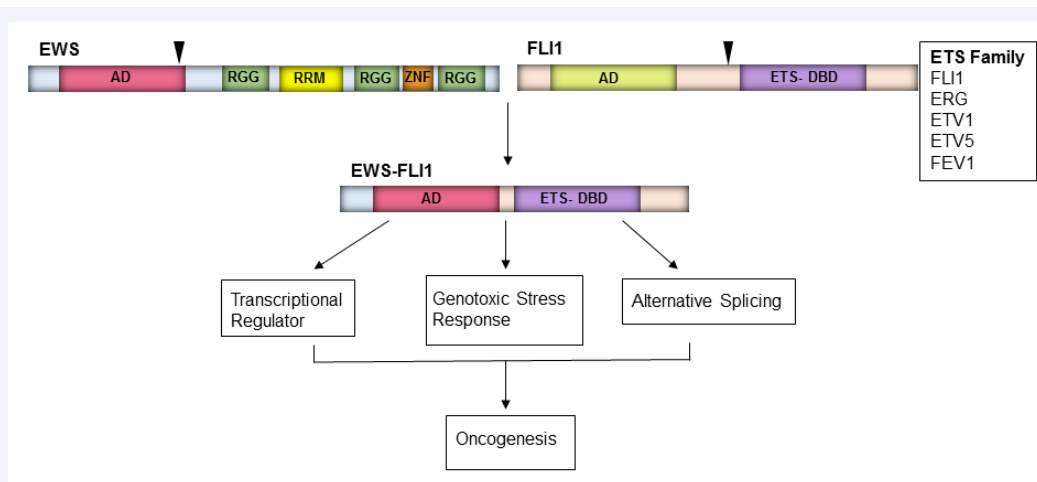 EWS
FLI1
AD
RGG
RRM
RGG
ZNF
RGG
AD
ETS- DBD
ETS Family
FLI1
ERG
ETV1
ETV5
FEV1
EWS-FLI1
AD
ETS- DBD
Transcriptional
Regulator
Genotoxic Stress
Response
Alternative Splicing
Oncogenesis